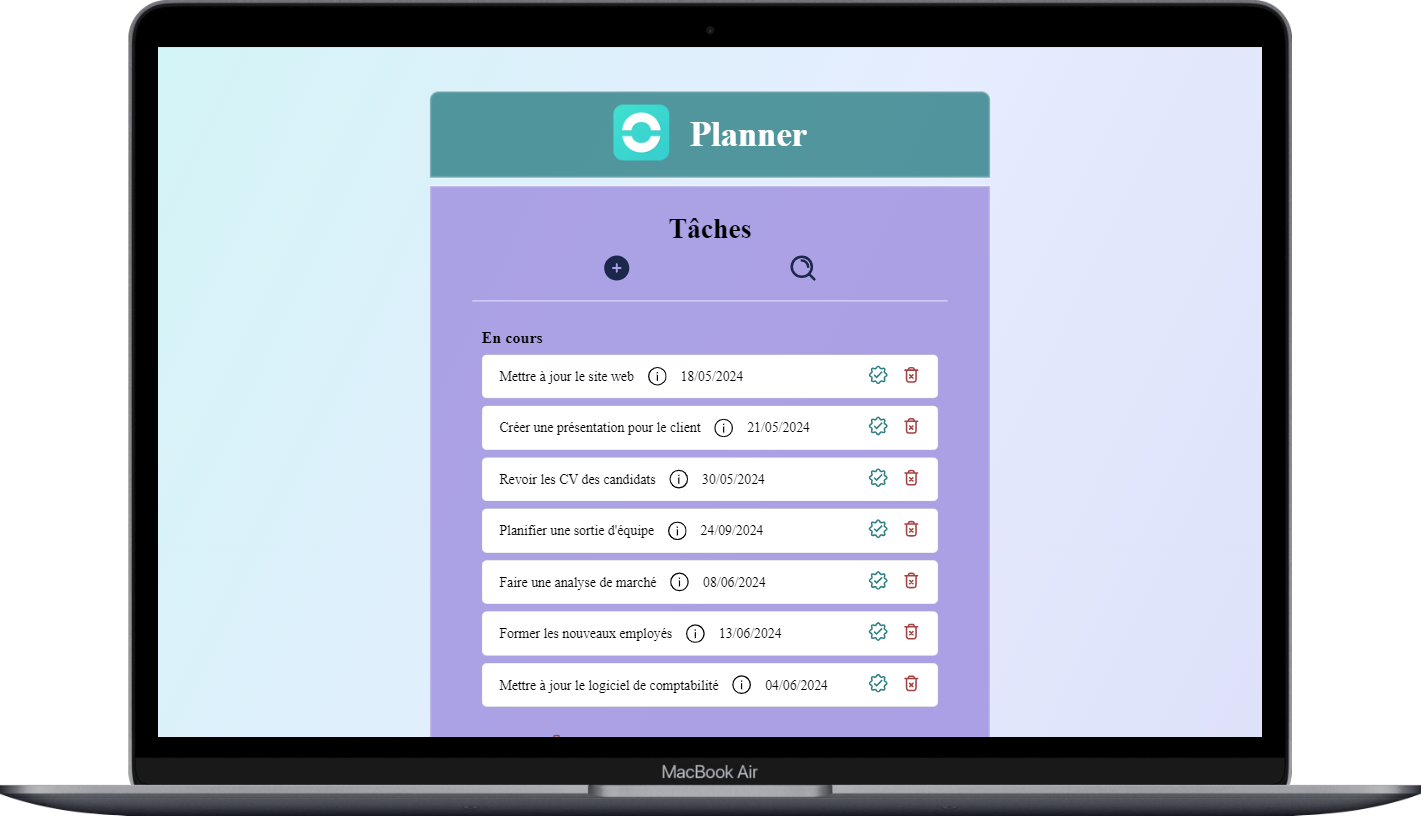 Planner
Tâches
En cours
Mettre à jour le site web 18/05/2024
Créer une présentation pour le client 21/05/2024
Revoir les CV des candidats 30/05/2024
Planifier une sortie d'équipe 24/09/2024
Faire une analyse de marché 08/06/2024
Former les nouveaux employés 13/06/2024
Mettre à jour le logiciel de comptabilité 04/06/2024
MacBook Air